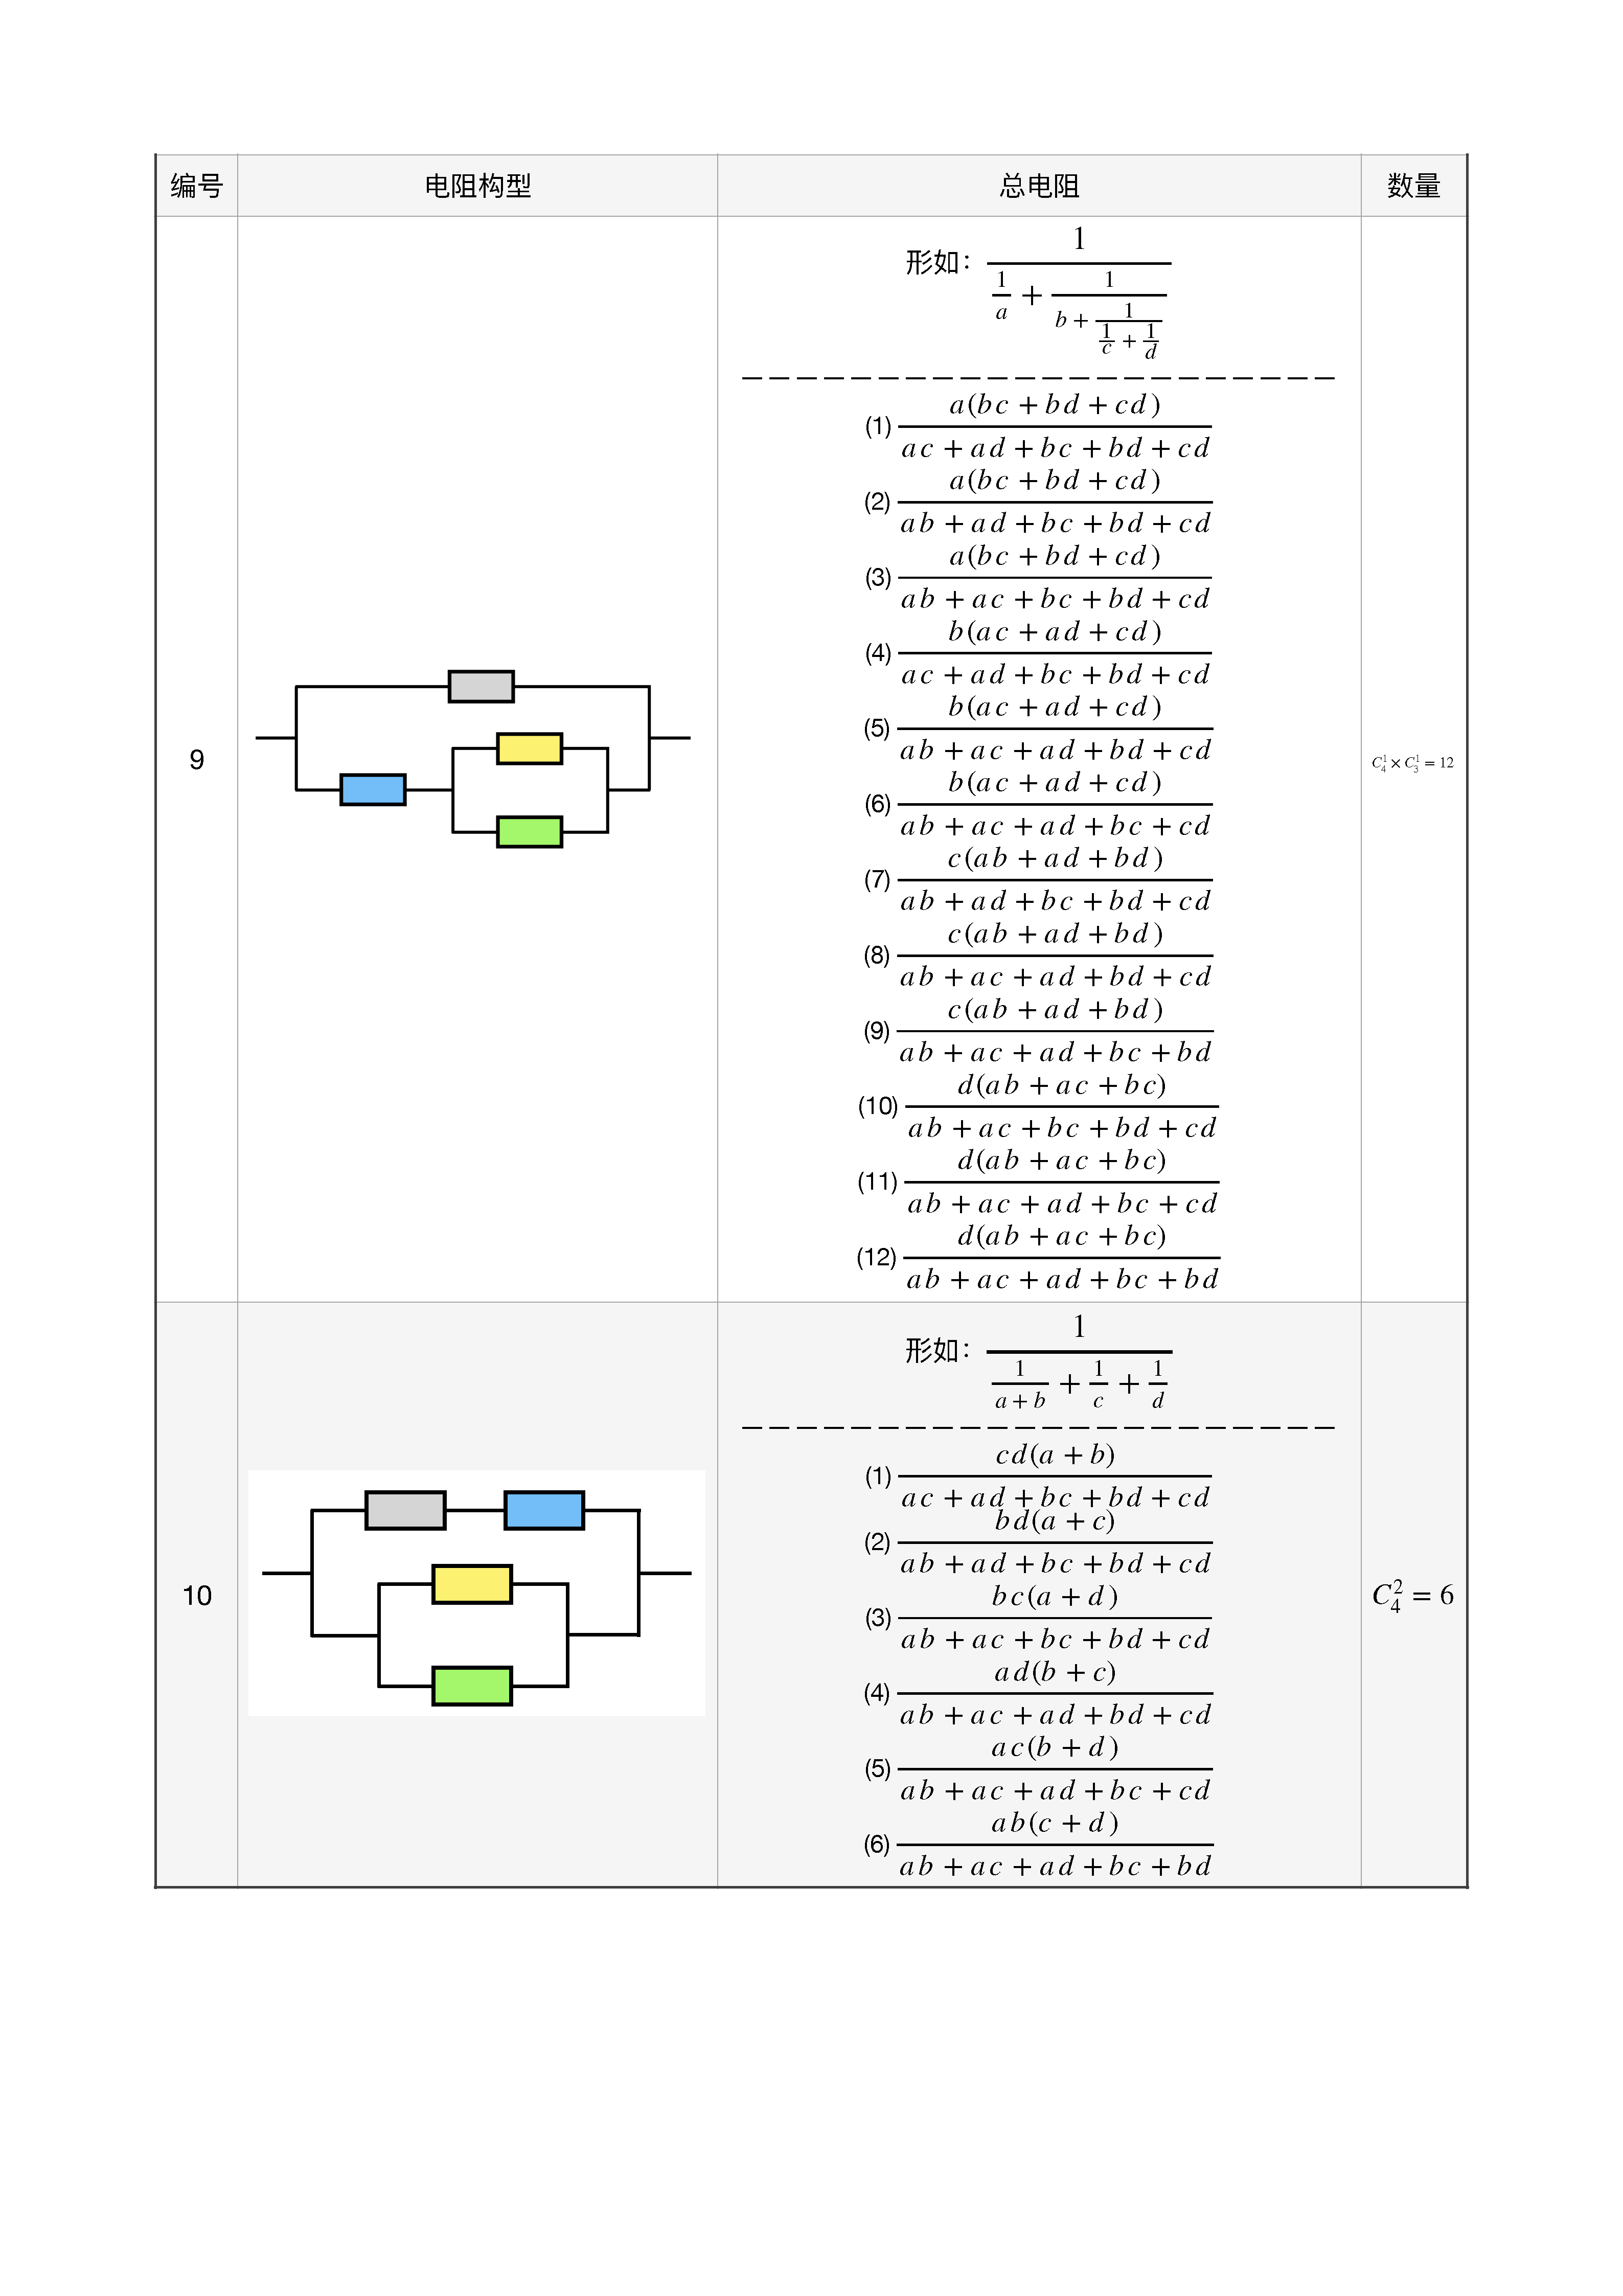 编号 电阻构型 总电阻 数量
9
形如：\frac{1}{\frac{1}{a}+\frac{1}{b+\frac{1}{\frac{1}{c}+\frac{1}{d}}}}
(1) \frac{a(bc+bd+cd)}{ac+ad+bc+bd+cd}
(2) \frac{a(bc+bd+cd)}{ab+ad+bc+bd+cd}
(3) \frac{a(bc+bd+cd)}{ab+ac+bc+bd+cd}
(4) \frac{b(ac+ad+cd)}{ac+ad+bc+bd+cd}
(5) \frac{b(ac+ad+cd)}{ab+ac+ad+bd+cd}
(6) \frac{b(ac+ad+cd)}{ab+ac+ad+bc+cd}
(7) \frac{c(ab+ad+bd)}{ab+ad+bc+bd+cd}
(8) \frac{c(ab+ad+bd)}{ab+ac+ad+bd+cd}
(9) \frac{c(ab+ad+bd)}{ab+ac+ad+bc+bd}
(10) \frac{d(ab+ac+bc)}{ab+ac+bc+bd+cd}
(11) \frac{d(ab+ac+bc)}{ab+ac+ad+bc+cd}
(12) \frac{d(ab+ac+bc)}{ab+ac+ad+bc+bd}
C_4^1 × C_3^1 = 12
10
形如：\frac{1}{\frac{1}{a+b}+\frac{1}{c}+\frac{1}{d}}
(1) \frac{cd(a+b)}{ac+ad+bc+bd+cd}
(2) \frac{bd(a+c)}{ab+ad+bc+bd+cd}
(3) \frac{bc(a+d)}{ab+ac+bc+bd+cd}
(4) \frac{ad(b+c)}{ab+ac+ad+bd+cd}
(5) \frac{ac(b+d)}{ab+ac+ad+bc+cd}
(6) \frac{ab(c+d)}{ab+ac+ad+bc+bd}
C_4^2 = 6